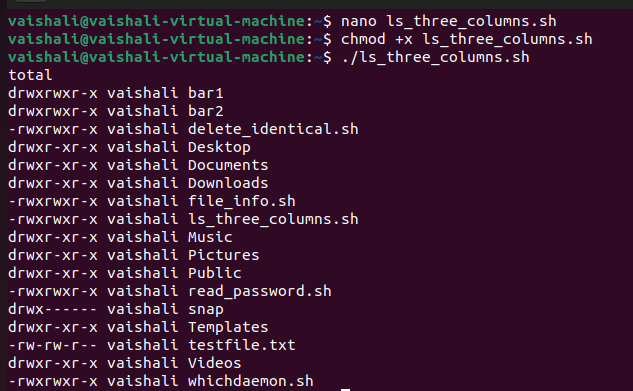 vaishali@vaishali-virtual-machine:~$ nano ls_three_columns.sh
vaishali@vaishali-virtual-machine:~$ chmod +x ls_three_columns.sh
vaishali@vaishali-virtual-machine:~$ ./ls_three_columns.sh
total
drwxrwxr-x vaishali bar1
drwxrwxr-x vaishali bar2
-rwxrwxr-x vaishali delete_identical.sh
drwxr-xr-x vaishali Desktop
drwxr-xr-x vaishali Documents
drwxr-xr-x vaishali Downloads
-rwxrwxr-x vaishali file_info.sh
-rwxrwxr-x vaishali ls_three_columns.sh
drwxr-xr-x vaishali Music
drwxr-xr-x vaishali Pictures
drwxr-xr-x vaishali Public
-rwxrwxr-x vaishali read_password.sh
drwx------ vaishali snap
drwxr-xr-x vaishali Templates
-rw-rw-r-- vaishali testfile.txt
drwxr-xr-x vaishali Videos
-rwxrwxr-x vaishali whichdaemon.sh